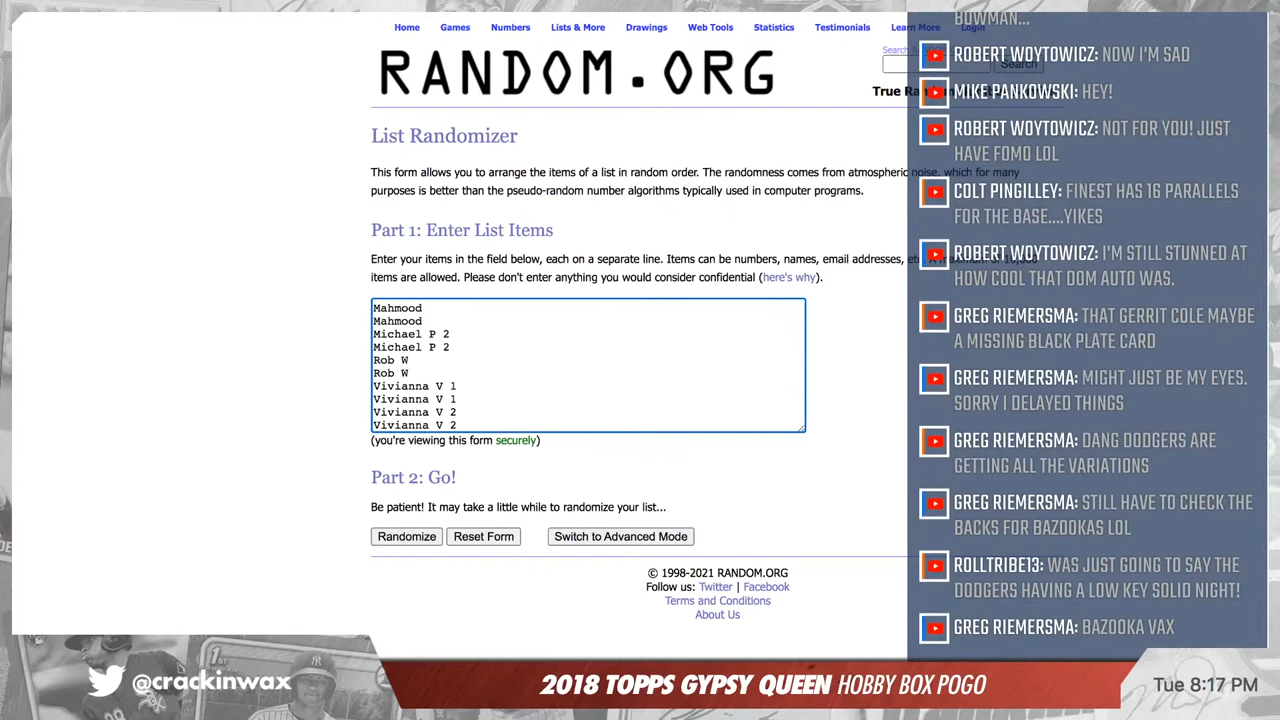 Home Games Numbers Lists & More Drawings Web Tools Statistics Testimonials Learn More Login
RANDOM.ORG
Search
Search
True Ran
List Randomizer
This form allows you to arrange the items of a list in random order. The randomness comes from atmospheric noise, which for many
purposes is better than the pseudo-random number algorithms typically used in computer programs.
Part 1: Enter List Items
Enter your items in the field below, each on a separate line. Items can be numbers, names, email addresses, etc. A maximum of 10,000
items are allowed. Please don't enter anything you would consider confidential (here's why).
Mahmood
Mahmood
Michael P 2
Michael P 2
Rob W
Rob W
Vivianna V 1
Vivianna V 1
Vivianna V 2
Vivianna V 2
(you're viewing this form securely)
Part 2: Go!
Be patient! It may take a little while to randomize your list...
Randomize Reset Form Switch to Advanced Mode
© 1998-2021 RANDOM.ORG
Follow us: Twitter | Facebook
Terms and Conditions
About Us
BOWMAN...
ROBERT WOYTOWICZ: NOW I'M SAD
MIKE PANKOWSKI: HEY!
ROBERT WOYTOWICZ: NOT FOR YOU! JUST
HAVE FOMO LOL
COLT PINGILLEY: FINEST HAS 16 PARALLELS
FOR THE BASE....YIKES
ROBERT WOYTOWICZ: I'M STILL STUNNED AT
HOW COOL THAT DOM AUTO WAS.
GREG RIEMERSMA: THAT GERRIT COLE MAYBE
A MISSING BLACK PLATE CARD
GREG RIEMERSMA: MIGHT JUST BE MY EYES.
SORRY I DELAYED THINGS
GREG RIEMERSMA: DANG DODGERS ARE
GETTING ALL THE VARIATIONS
GREG RIEMERSMA: STILL HAVE TO CHECK THE
BACKS FOR BAZOOKAS LOL
ROLLTRIBE13: WAS JUST GOING TO SAY THE
DODGERS HAVING A LOW KEY SOLID NIGHT!
GREG RIEMERSMA: BAZOOKA VAX
@crackinwax
2018 TOPPS GYPSY QUEEN HOBBY BOX POGO
Tue 8:17 PM